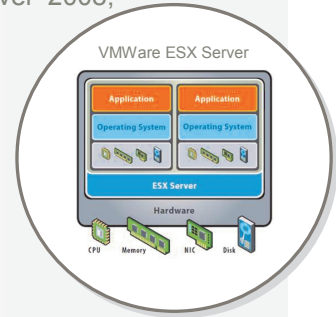 ver 2003,
VMWare ESX Server
Application Application
Operating System Operating System
ESX Server
Hardware
CPU Memory NIC Disk